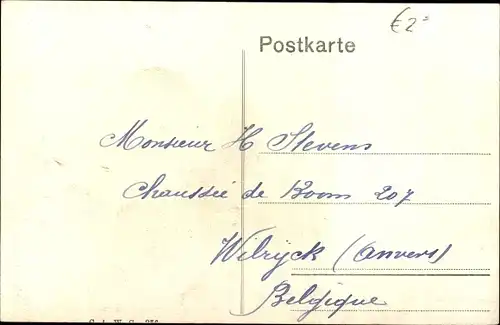 € 2=
Postkarte
Monsieur H Stevens
Chaussée de Boom 207
Wilryck (Anvers)
Belgique